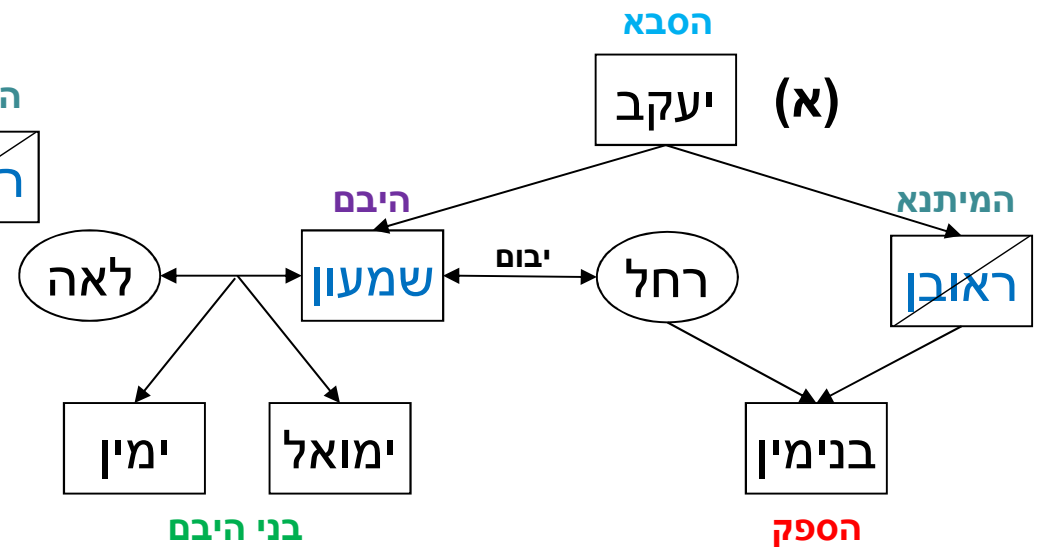 הסבא
יעקב
(א)
המיתנא
ראובן
היבם
שמעון
יבום
רחל
לאה
בנימין
ימואל
ימין
הספק
בני היבם